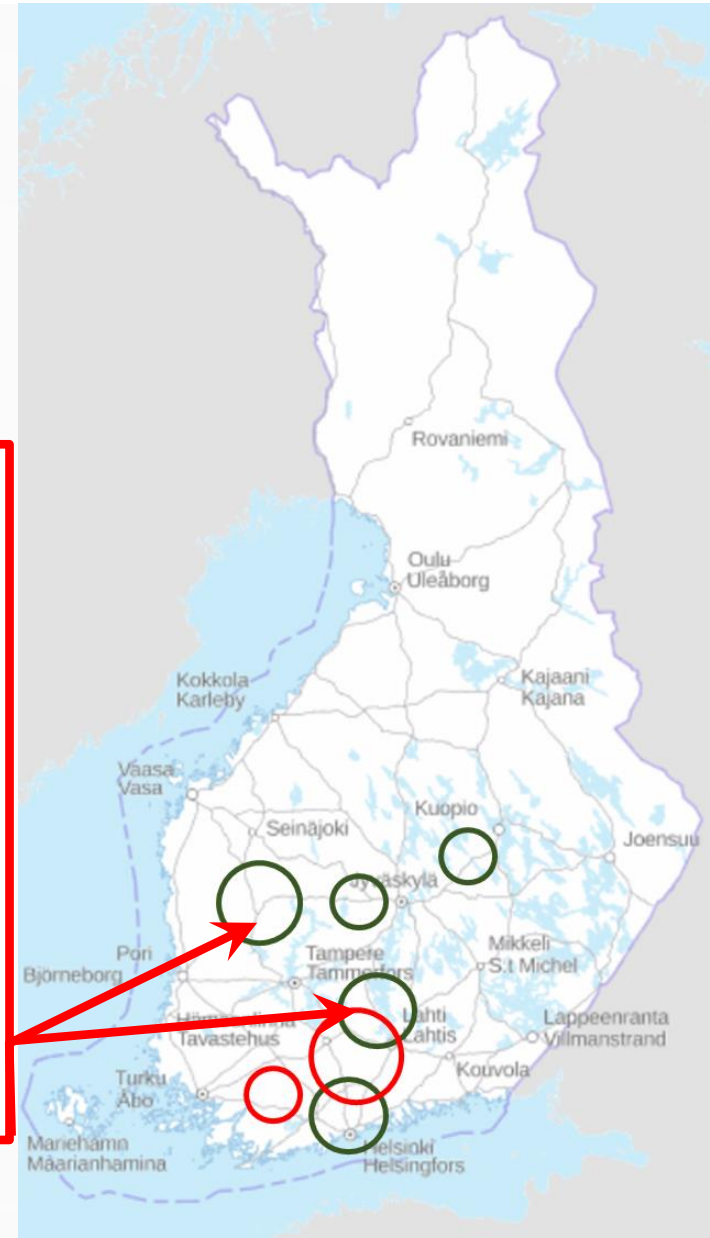 Rovaniemi
Oulu
Uleåborg
Kajaani
Kajana
Kokkola
Karleby
Vaasa
Vasa
Seinäjoki
Kuopio
Joensuu
Jyväskylä
Mikkeli
S.t Michel
Pori
Björneborg
Tampere
Tammerfors
Hämeenlinna
Tavastehus
Lahti
Lahtis
Lappeenranta
Villmanstrand
Kouvola
Turku
Åbo
Mariehamn
Maarianhamina
Helsinki
Helsingfors